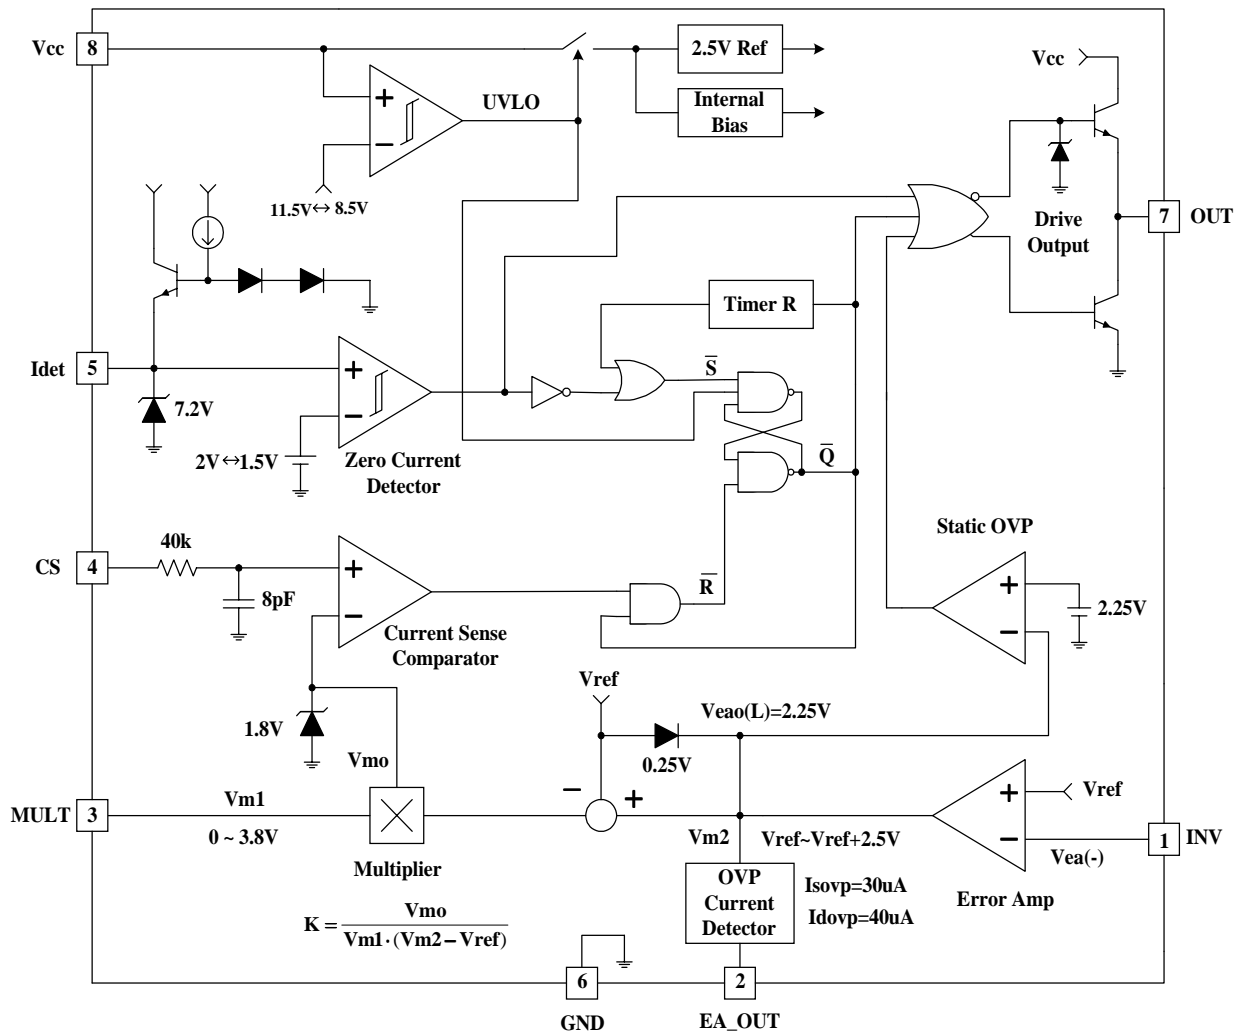 Vcc
8
2.5V Ref
Vcc
UVLO
Internal
Bias
+
−
11.5V↔8.5V
Drive
Output
7
OUT
Timer R
Idet
5
+
−
S̅
7.2V
2V↔1.5V
Zero Current
Detector
Q̅
Static OVP
40k
CS
4
+
−
8pF
R̅
+
−
2.25V
Current Sense
Comparator
Vref
Veao(L)=2.25V
1.8V
0.25V
Vmo
−
+
+
−
Vref
MULT
3
Vm1
0 ~ 3.8V
Vm2
Vref~Vref+2.5V
Vea(-)
1
INV
Multiplier
OVP
Current
Detector
Isovp=30uA
Idovp=40uA
Error Amp
K = Vmo / Vm1·(Vm2−Vref)
6
2
GND
EA_OUT